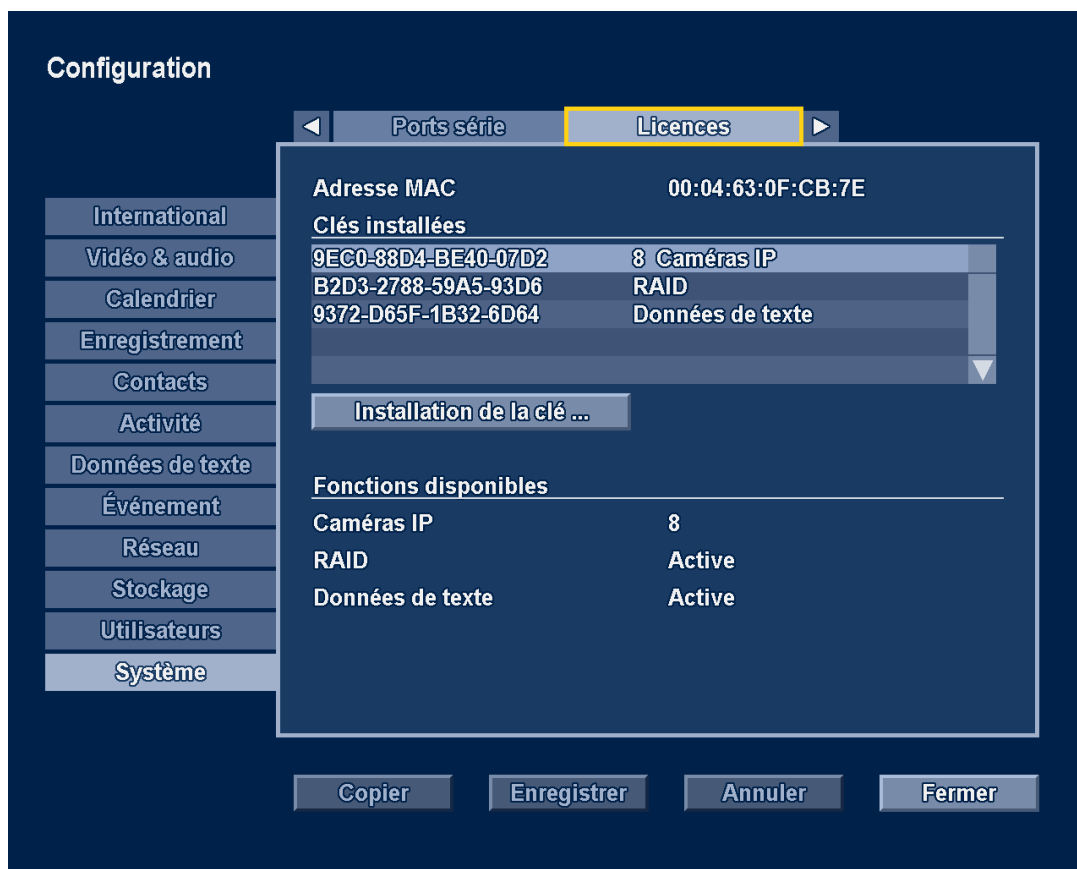 Configuration
Ports série
Licences
Adresse MAC 00:04:63:0F:CB:7E
Clés installées
9EC0-88D4-BE40-07D2 8 Caméras IP
B2D3-2788-59A5-93D6 RAID
9372-D65F-1B32-6D64 Données de texte
Installation de la clé ...
Fonctions disponibles
Caméras IP 8
RAID Active
Données de texte Active
International
Vidéo & audio
Calendrier
Enregistrement
Contacts
Activité
Données de texte
Événement
Réseau
Stockage
Utilisateurs
Système
Copier
Enregistrer
Annuler
Fermer